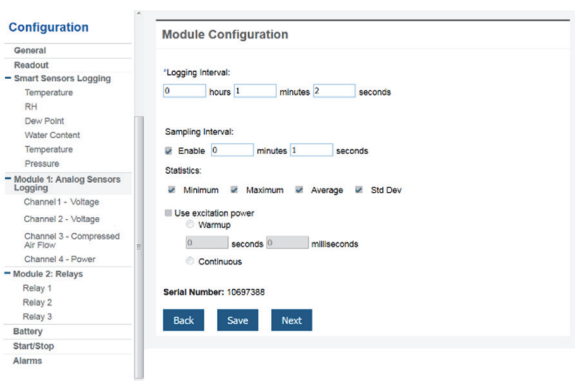 Configuration
General
Readout
Smart Sensors Logging
Temperature
RH
Dew Point
Water Content
Temperature
Pressure
Module 1: Analog Sensors
Logging
Channel1 - Voltage
Channel 2 - Voltage
Channel 3 - Compressed
Air Flow
Channel 4 - Power
Module 2: Relays
Relay 1
Relay 2
Relay 3
Battery
Start/Stop
Alarms
Module Configuration
*Logging Interval:
0 hours 1 minutes 2 seconds
Sampling Interval:
Enable 0 minutes 1 seconds
Statistics:
Minimum Maximum Average Std Dev
Use excitation power
Warmup
0 seconds 0 milliseconds
Continuous
Serial Number: 10697388
Back Save Next